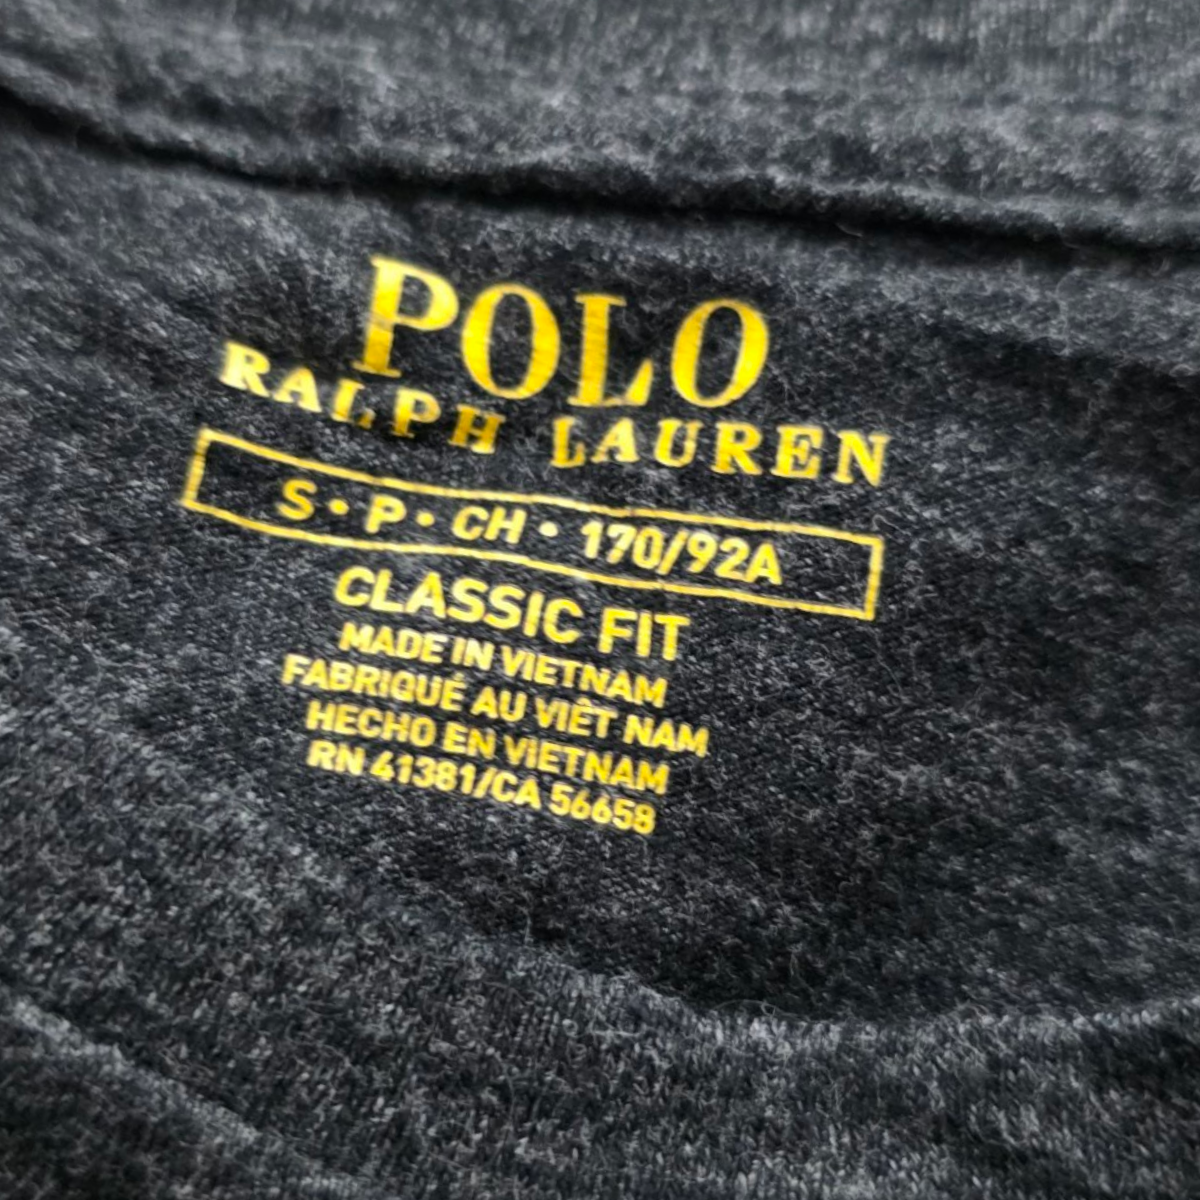 POLO
RALPH LAUREN
S • P • CH • 170/92A
CLASSIC FIT
MADE IN VIETNAM
FABRIQUÉ AU VIÊT NAM
HECHO EN VIETNAM
RN 41381/CA 56658